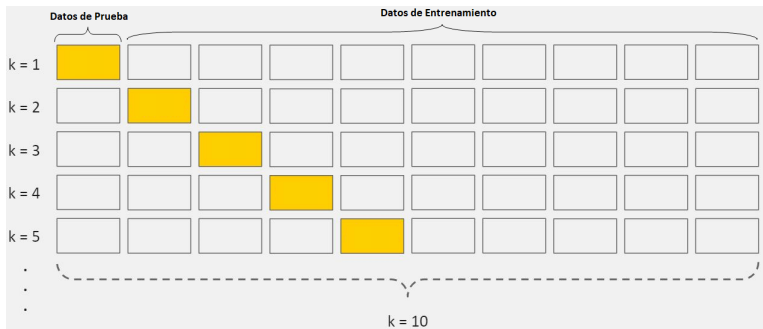 Datos de Prueba
Datos de Entrenamiento
k = 1
k = 2
k = 3
k = 4
k = 5
.
.
.
k = 10